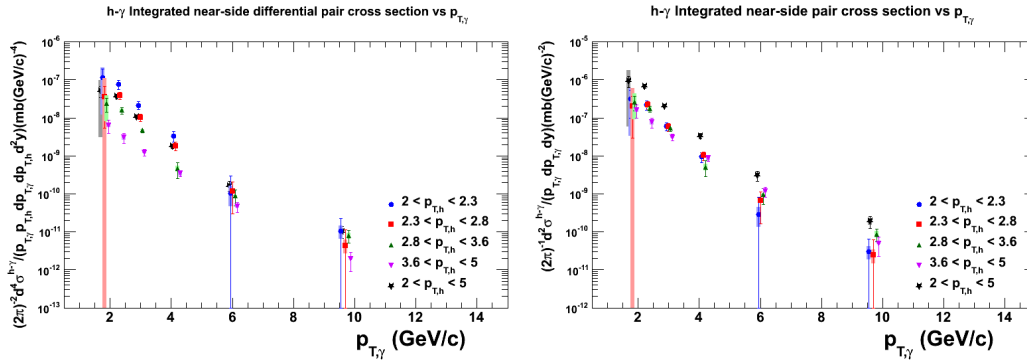 h-γ Integrated near-side differential pair cross section vs p_T,γ
(2π)^-2 d^4 σ^h-γ/(p_T,γ p_T,h dp_T,γ dp_T,h d^2 y)(mb(GeV/c)^-4)
10^-6
10^-7
10^-8
10^-9
10^-10
10^-11
10^-12
10^-13
2 < p_T,h < 2.3
2.3 < p_T,h < 2.8
2.8 < p_T,h < 3.6
3.6 < p_T,h < 5
2 < p_T,h < 5
2 4 6 8 10 12 14
p_T,γ (GeV/c)
h-γ Integrated near-side pair cross section vs p_T,γ
(2π)^-1 d^2 σ^h-γ/(p_T,γ dp_T,γ dy)(mb(GeV/c)^-2)
10^-5
10^-6
10^-7
10^-8
10^-9
10^-10
10^-11
10^-12
2 < p_T,h < 2.3
2.3 < p_T,h < 2.8
2.8 < p_T,h < 3.6
3.6 < p_T,h < 5
2 < p_T,h < 5
2 4 6 8 10 12 14
p_T,γ (GeV/c)